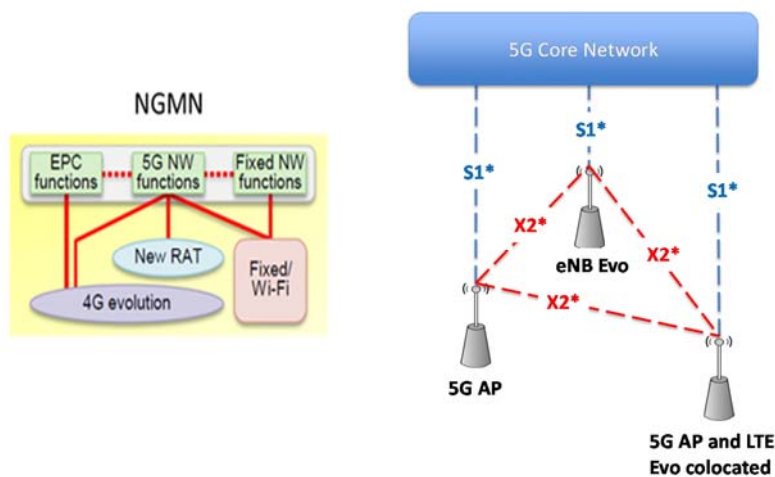 NGMN
EPC
functions
5G NW
functions
Fixed NW
functions
New RAT
Fixed/
Wi-Fi
4G evolution
5G Core Network
S1*
S1*
S1*
X2*
eNB Evo
X2*
X2*
5G AP
5G AP and LTE
Evo colocated